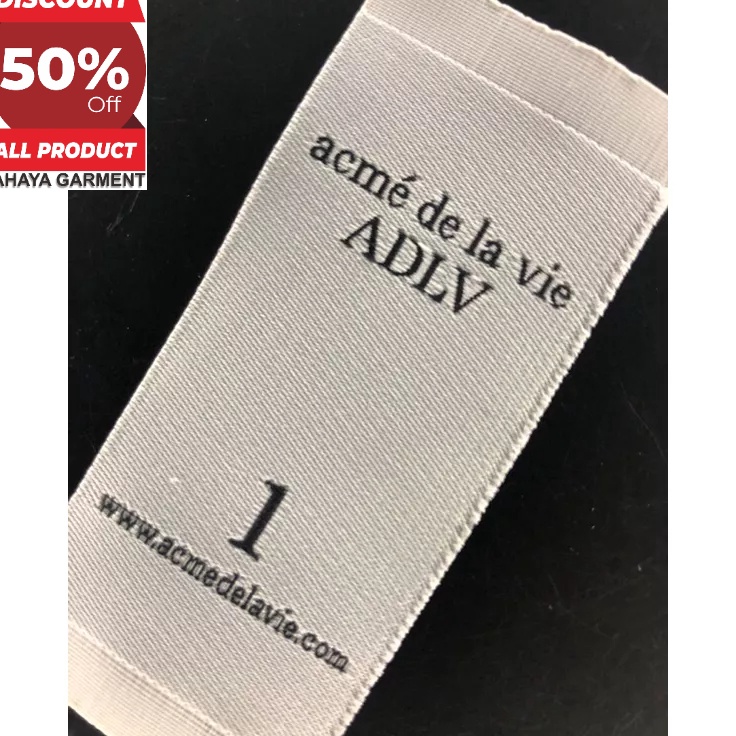 DISCOUNT
50%
Off
ALL PRODUCT
AHAYA GARMENT
acmé de la vie
ADLV
1
www.acmedelavie.com